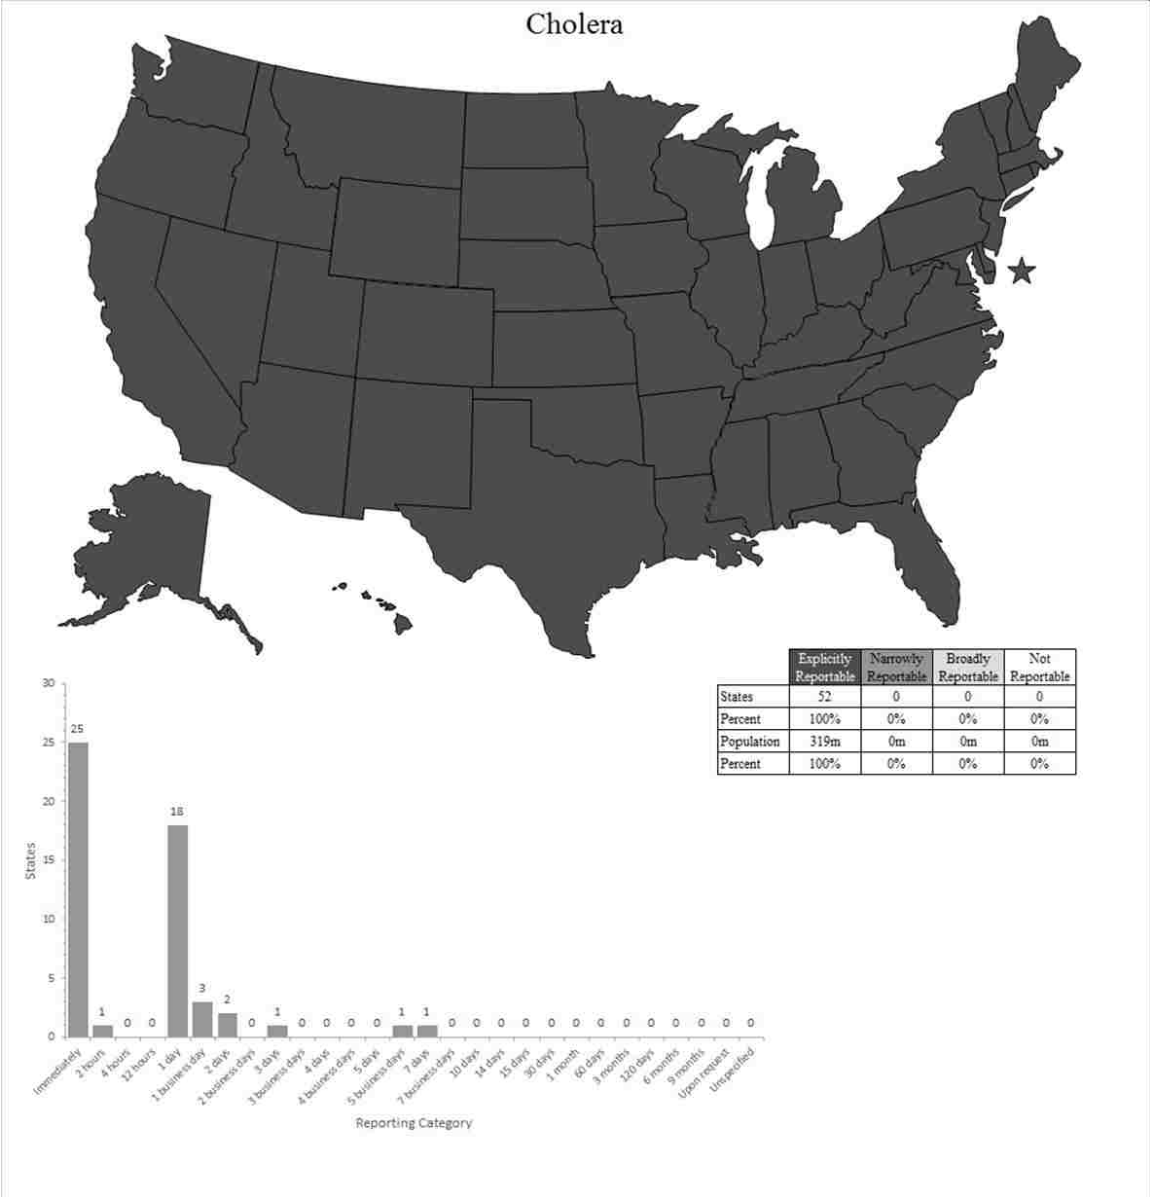 Cholera
Explicitly Reportable Narrowly Reportable Broadly Reportable Not Reportable
States 52 0 0 0
Percent 100% 0% 0% 0%
Population 319m 0m 0m 0m
Percent 100% 0% 0% 0%
30
25
20
15
10
5
0
States
25 1 0 0 18 3 2 0 1 0 0 0 0 1 1 0 0 0 0 0 0 0 0 0 0 0 0 0
Immediately
2 hours
4 hours
12 hours
1 day
1 business day
2 days
2 business days
3 days
3 business days
4 days
4 business days
5 days
5 business days
7 days
7 business days
10 days
14 days
15 days
30 days
1 month
60 days
3 months
120 days
6 months
9 months
Upon request
Unspecified
Reporting Category